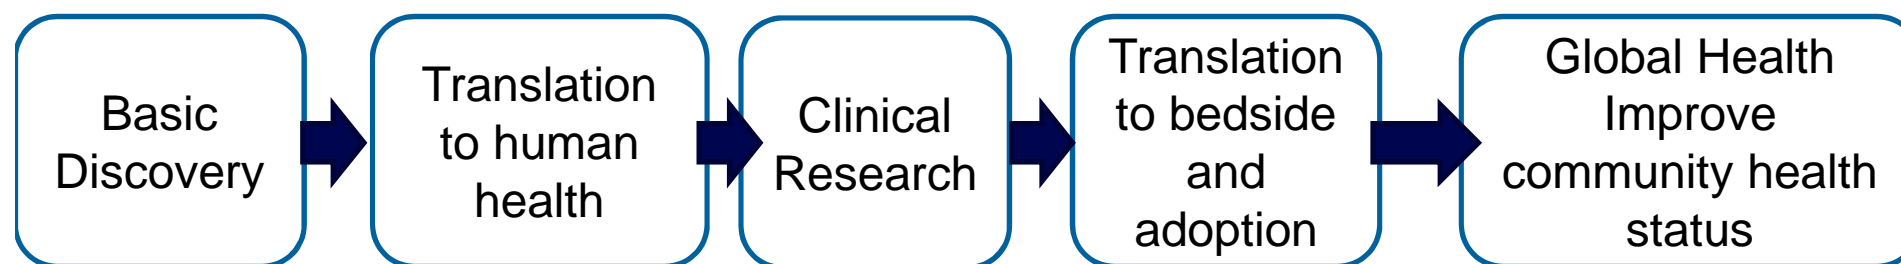 Basic
Discovery
Translation
to human
health
Clinical
Research
Translation
to bedside
and
adoption
Global Health
Improve
community health
status